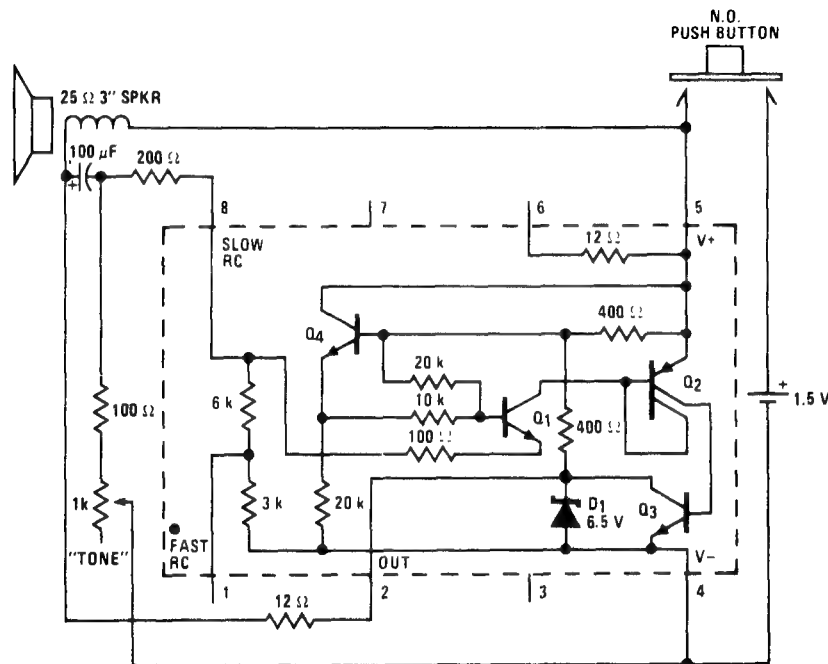 N.O.
PUSH BUTTON
25 Ω 3" SPKR
100 µF
+
200 Ω
8
7
6
5
SLOW
RC
12 Ω
V+
Q4
400 Ω
20 k
Q2
6 k
10 k
Q1
+
1.5 V
100 Ω
100 Ω
400 Ω
1k
3 k
20 k
D1
6.5 V
Q3
"TONE"
FAST
RC
OUT
V−
1
12 Ω
2
3
4